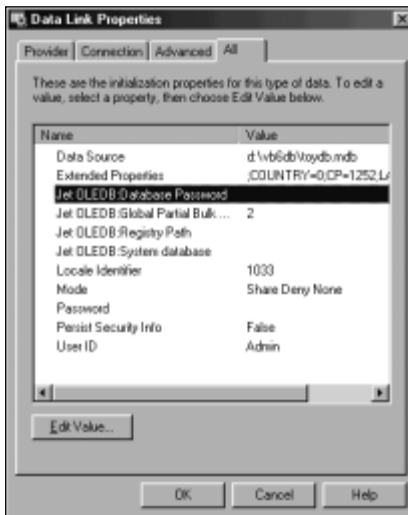 Data Link Properties
Provider Connection Advanced All
These are the initialization properties for this type of data. To edit a
value, select a property, then choose Edit Value below.
Name Value
Data Source d:\vb6db\toydb.mdb
Extended Properties ;COUNTRY=0;CP=1252;LA
Jet OLEDB:Database Password
Jet OLEDB:Global Partial Bulk ... 2
Jet OLEDB:Registry Path
Jet OLEDB:System database
Locale Identifier 1033
Mode Share Deny None
Password
Persist Security Info False
User ID Admin
Edit Value...
OK Cancel Help